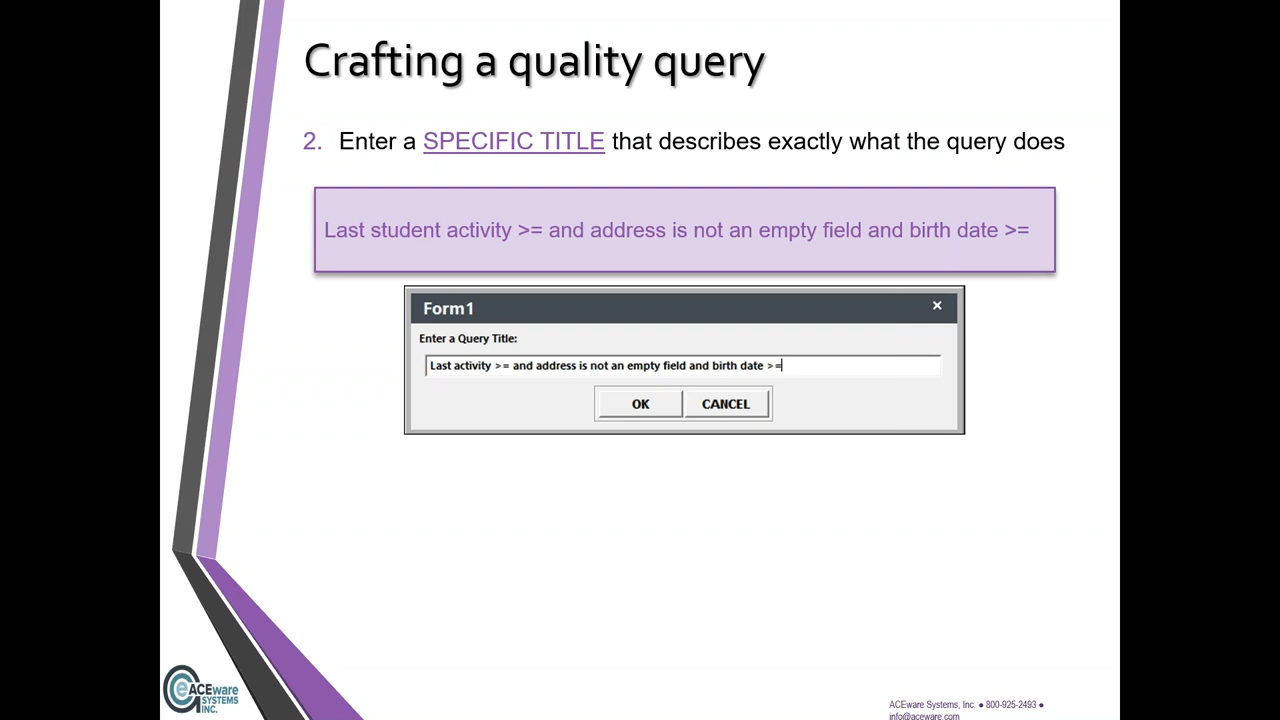 Crafting a quality query
2. Enter a SPECIFIC TITLE that describes exactly what the query does
Last student activity >= and address is not an empty field and birth date >=
Form1
×
Enter a Query Title:
Last activity >= and address is not an empty field and birth date >=
OK CANCEL
ACEware
SYSTEMS
INC.
ACEware Systems, Inc. ● 800-925-2493 ●
info@aceware.com